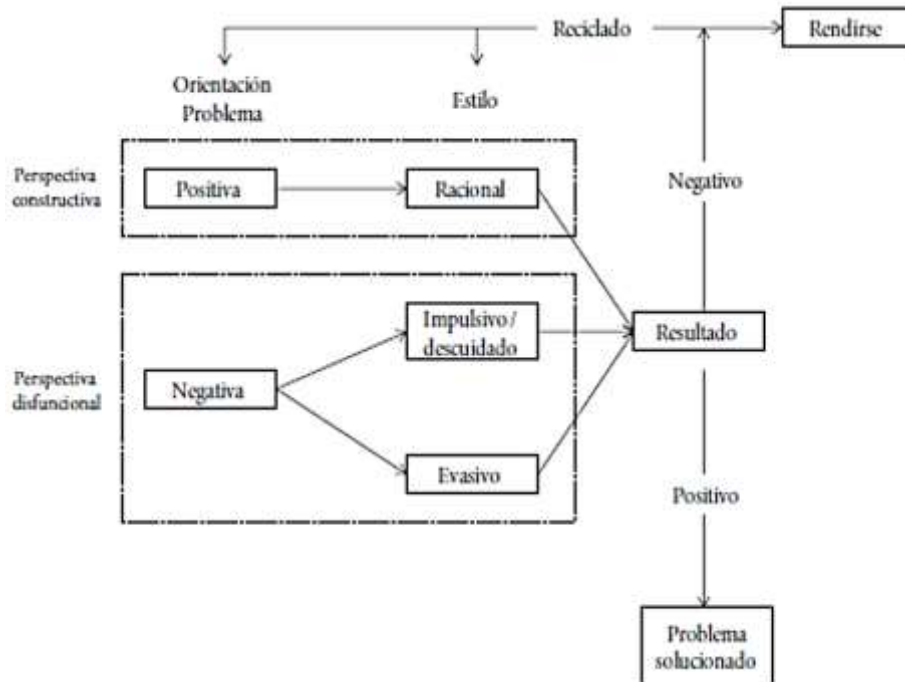 Reciclado
Rendirse
Orientación
Problema
Estilo
Perspectiva
constructiva
Positiva
Racional
Negativo
Impulsivo /
descuidado
Resultado
Perspectiva
disfuncional
Negativa
Evasivo
Positivo
Problema
solucionado